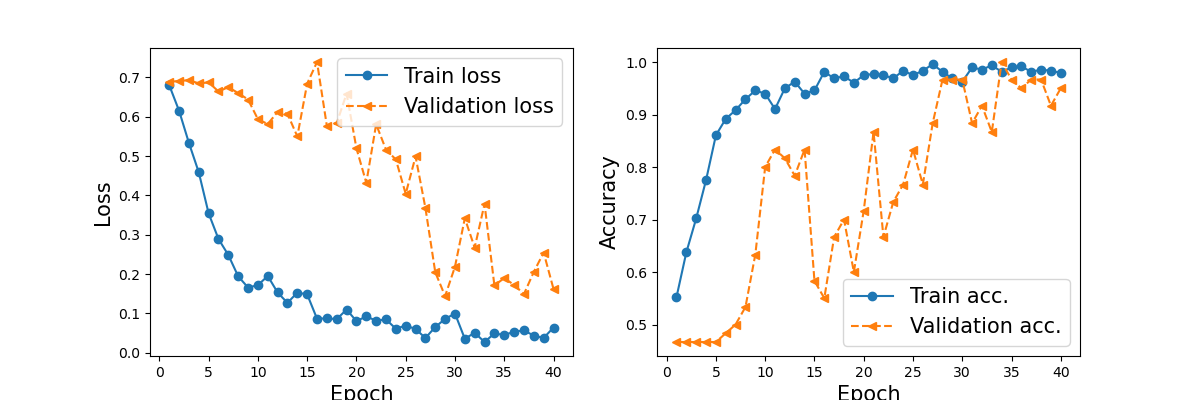 0.7
0.6
0.5
0.4
0.3
0.2
0.1
0.0
Loss
Train loss
Validation loss
0 5 10 15 20 25 30 35 40
Epoch
1.0
0.9
0.8
0.7
0.6
0.5
Accuracy
Train acc.
Validation acc.
0 5 10 15 20 25 30 35 40
Epoch